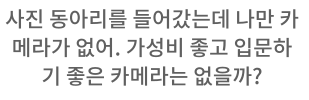 사진 동아리를 들어갔는데 나만 카
메라가 없어. 가성비 좋고 입문하
기 좋은 카메라는 없을까?